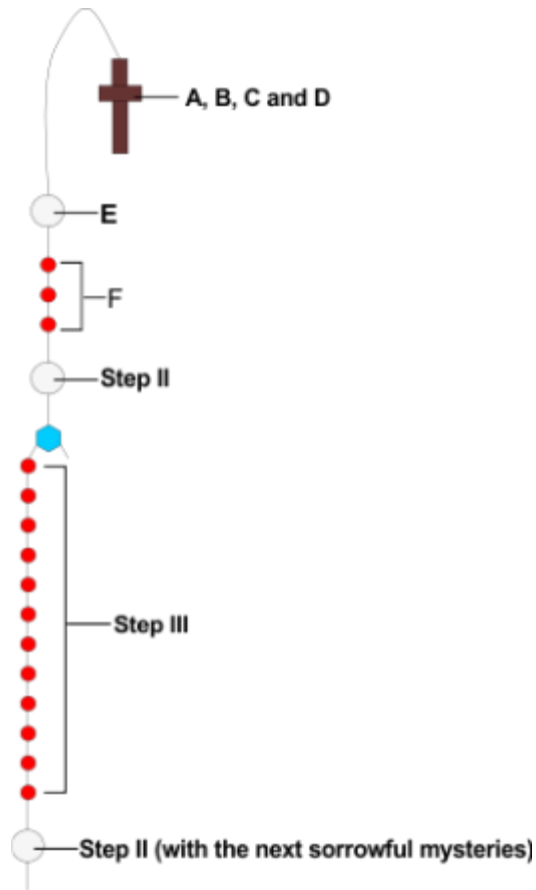 A, B, C and D
E
F
Step II
Step III
Step II (with the next sorrowful mysteries)